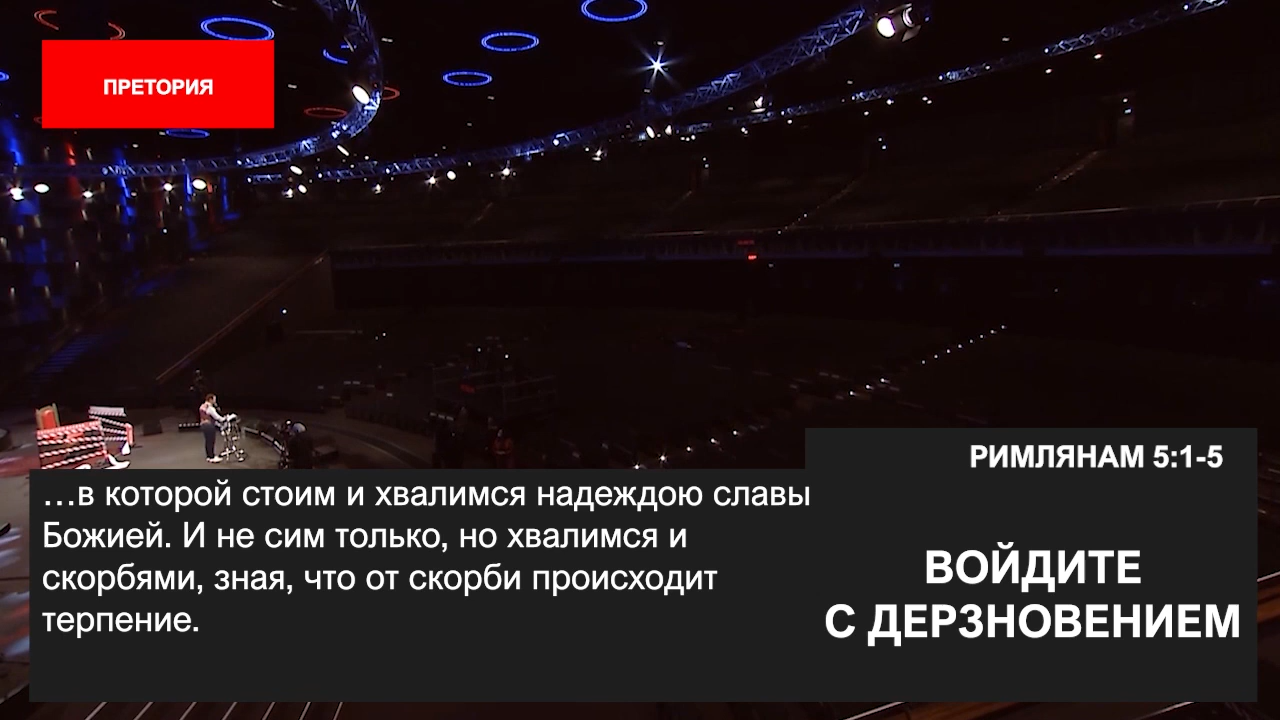 ПРЕТОРИЯ
РИМЛЯНАМ 5:1-5
…в которой стоим и хвалимся надеждою славы
Божией. И не сим только, но хвалимся и
скорбями, зная, что от скорби происходит
терпение.
ВОЙДИТЕ
С ДЕРЗНОВЕНИЕМ